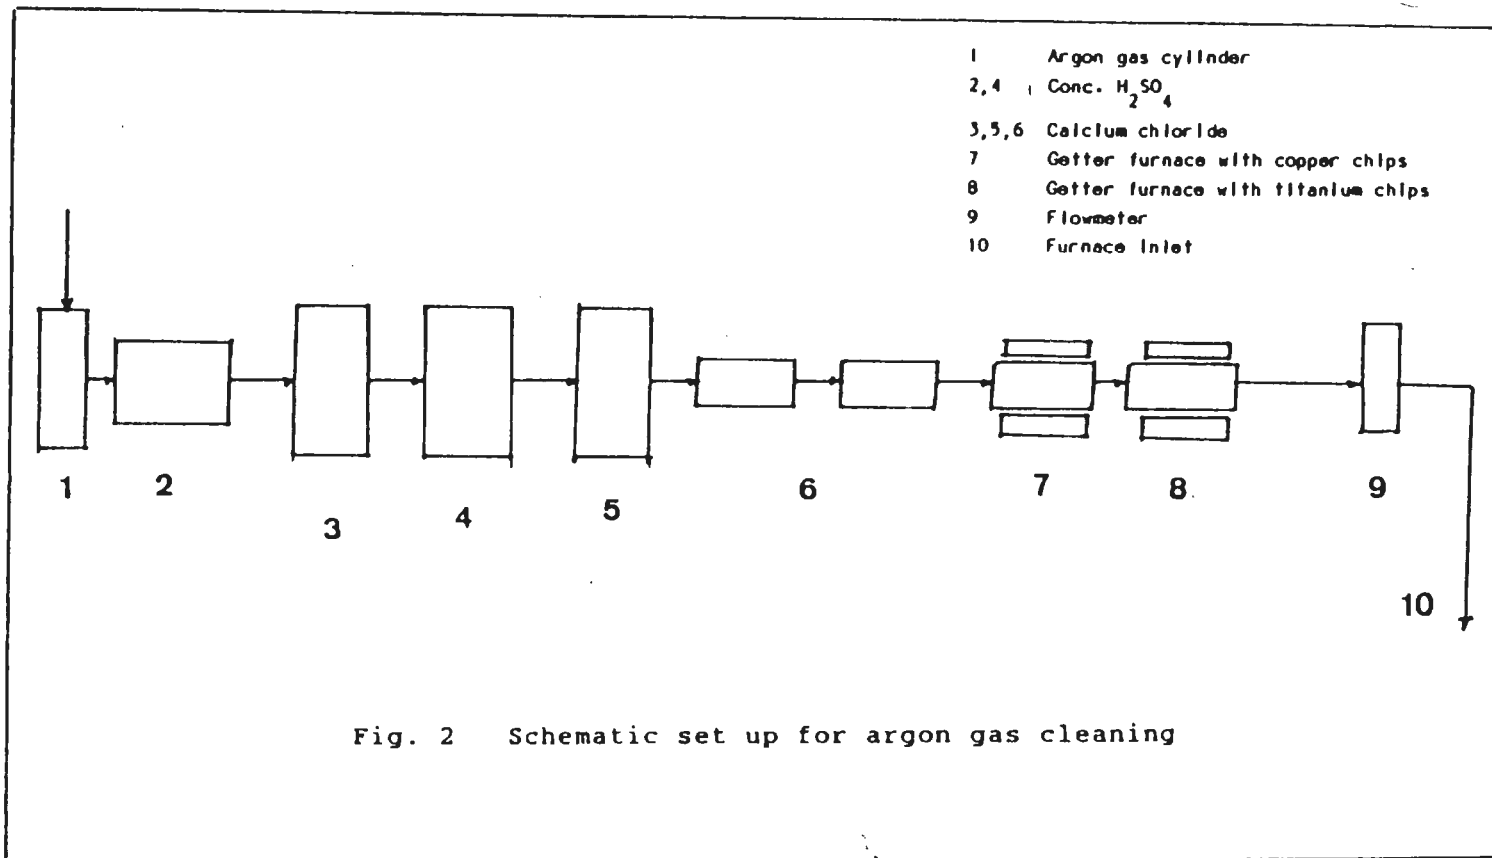 1 Argon gas cylinder
2,4 Conc. H2SO4
3,5,6 Calcium chloride
7 Getter furnace with copper chips
8 Getter furnace with titanium chips
9 Flowmeter
10 Furnace Inlet
1 2 3 4 5 6 7 8 9
10
Fig. 2 Schematic set up for argon gas cleaning